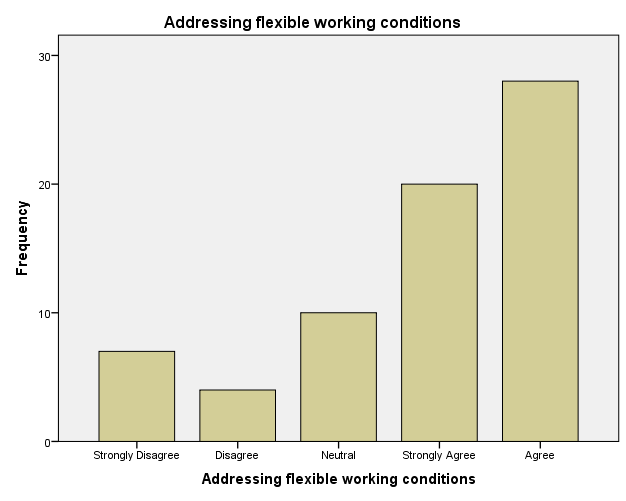 Addressing flexible working conditions
30
20
10
0
Frequency
Strongly Disagree Disagree Neutral Strongly Agree Agree
Addressing flexible working conditions